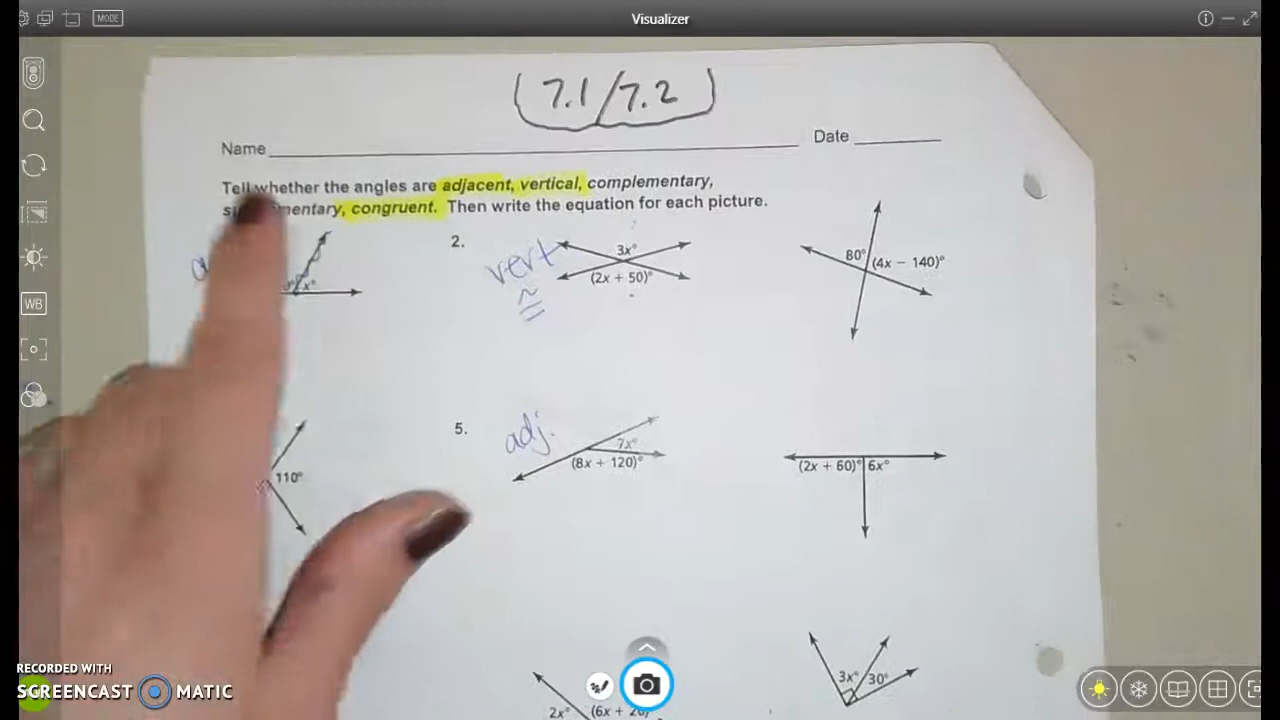 MODE
Visualizer
7.1/7.2
Name
Date
Tell whether the angles are adjacent, vertical, complementary,
congruent. Then write the equation for each picture.
2.
vert
≅
3x°
(2x + 50)°
80°
(4x − 140)°
x°
WB
110°
5.
adj.
7x°
(8x + 120)°
(2x + 60)°
6x°
3x°
30°
2x°
(6x + 20)°
RECORDED WITH
SCREENCAST MATIC